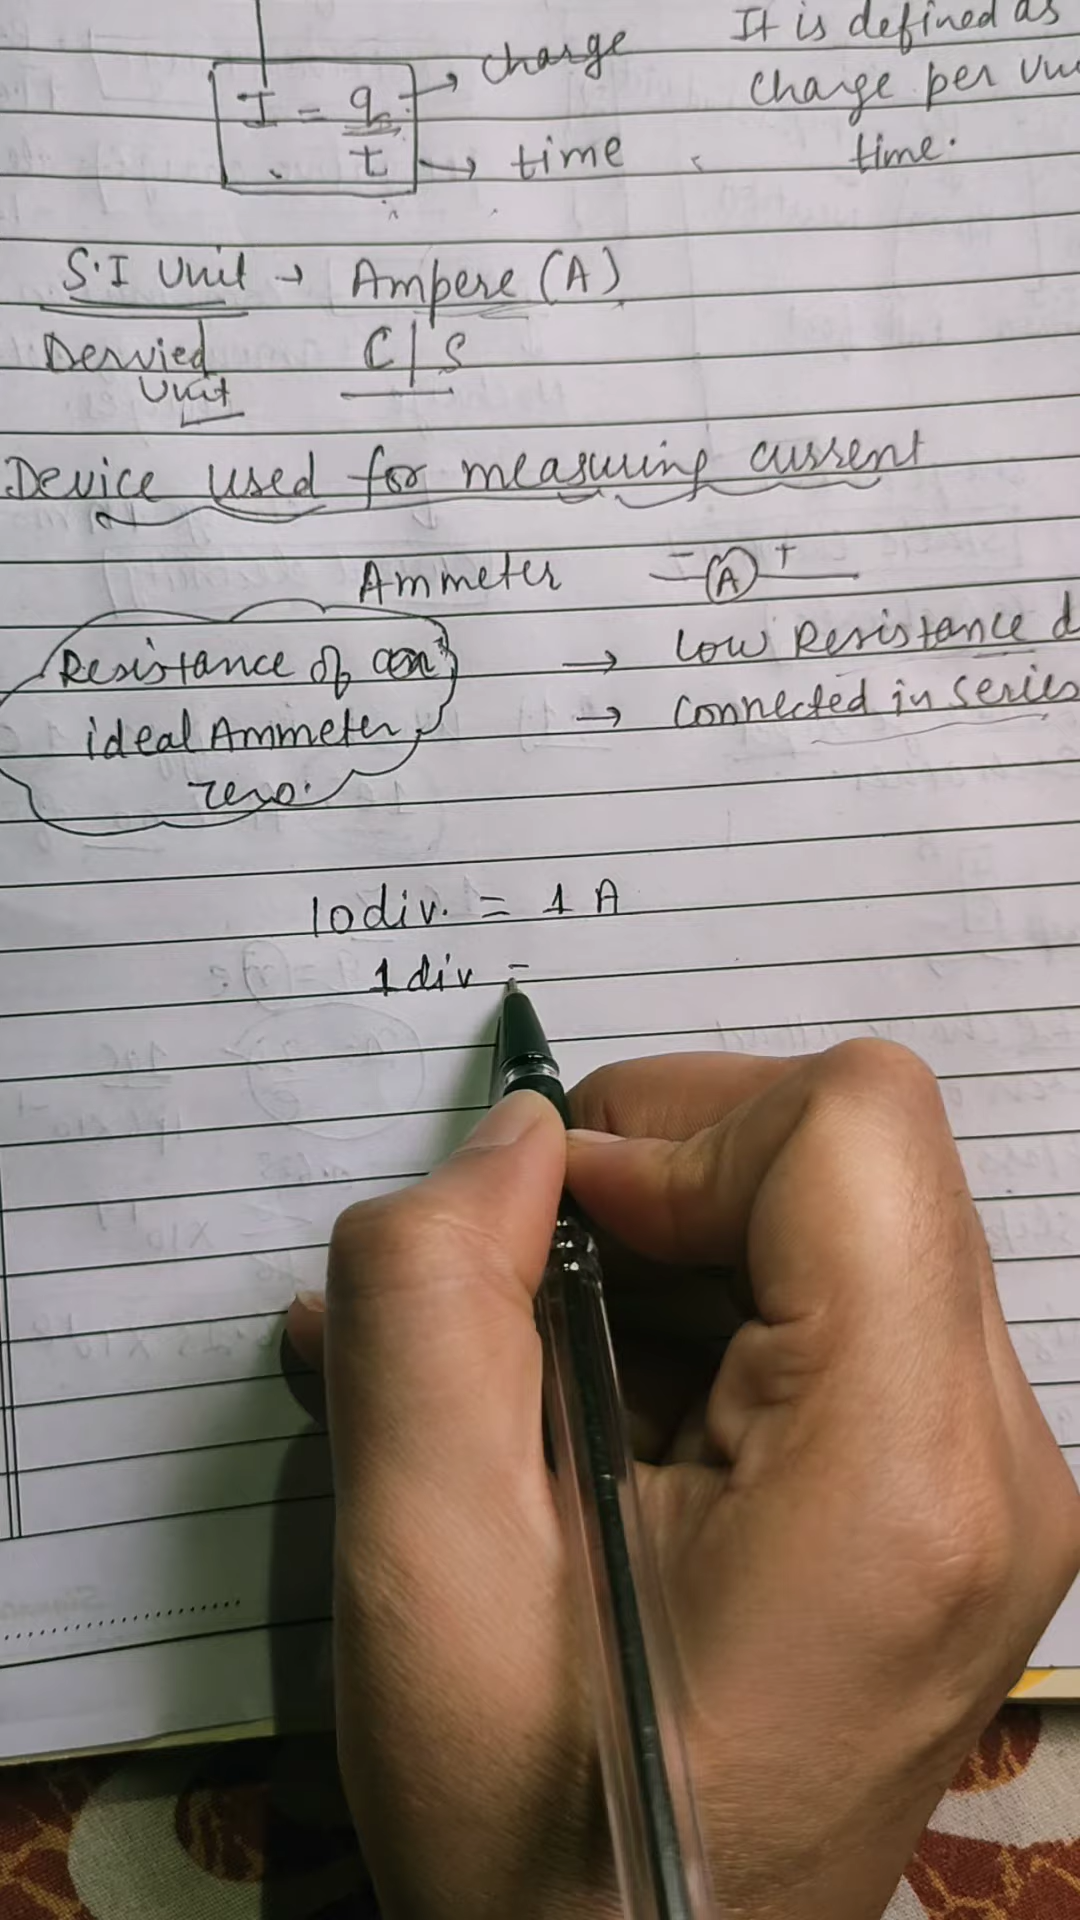 It is defined as
charge per
time.
I = q/t
→ charge
→ time
S.I Unit → Ampere (A)
Dervied Unit
C/S
Device used for measuring current
Ammeter
- A +
→ Low Resistance
→ connected in series
Resistance of an
ideal Ammeter
zero.
10 div. = 1 A
1 div =